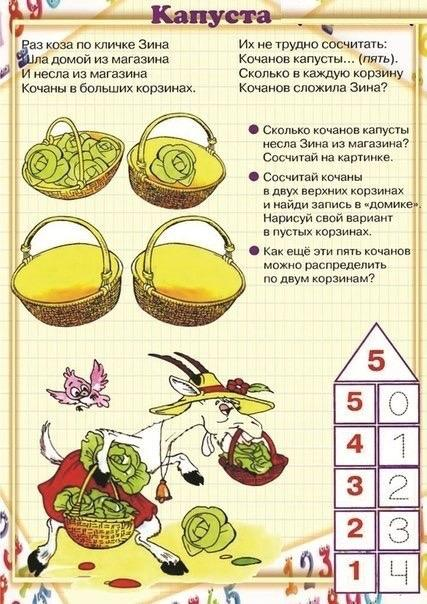 Капуста
Раз коза по кличке Зина
Шла домой из магазина
И несла из магазина
Кочаны в больших корзинах.
Их не трудно сосчитать:
Кочанов капусты... (пять).
Сколько в каждую корзину
Кочанов сложила Зина?
● Сколько кочанов капусты
несла Зина из магазина?
Сосчитай на картинке.
● Сосчитай кочаны
в двух верхних корзинах
и найди запись в «домике».
Нарисуй свой вариант
в пустых корзинах.
● Как ещё эти пять кочанов
можно распределить
по двум корзинам?
5
5 0
4 1
3 2
2 3
1 4